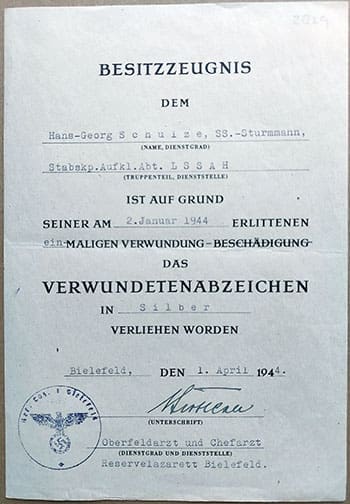 BESITZZEUGNIS
DEM
Hans-Georg Schulze, SS.-Sturmmann,
(NAME, DIENSTGRAD)
Stabskp.Aufkl.Abt. LSSAH
(TRUPPENTEIL, DIENSTSTELLE)
IST AUF GRUND
SEINER AM 2.Januar 1944 ERLITTENEN
ein-MALIGEN VERWUNDUNG-BESCHÄDIGUNG
DAS
VERWUNDETENABZEICHEN
IN Silber
VERLIEHEN WORDEN
Bielefeld, DEN 1. April 1944.
(UNTERSCHRIFT)
Oberfeldarzt und Chefarzt
(DIENSTGRAD UND DIENSTSTELLE)
Reservelazarett Bielefeld.